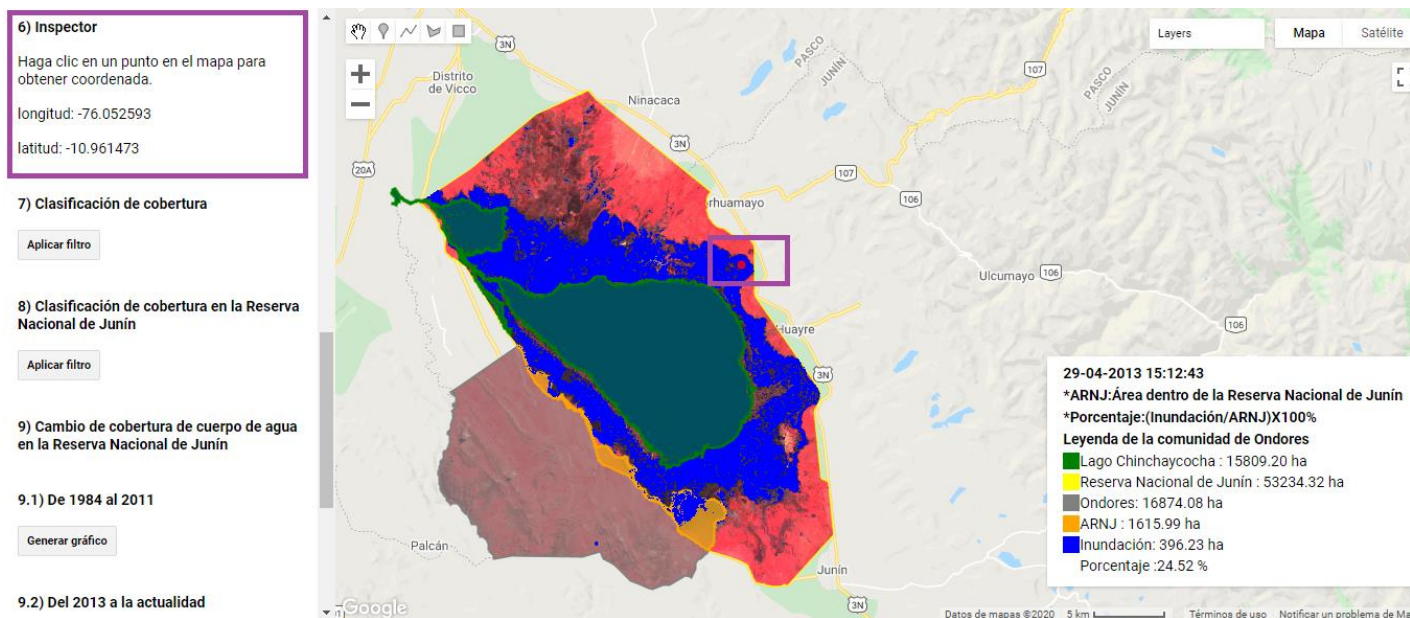 6) Inspector
Haga clic en un punto en el mapa para
obtener coordenada.
longitud: -76.052593
latitud: -10.961473
7) Clasificación de cobertura
Aplicar filtro
8) Clasificación de cobertura en la Reserva
Nacional de Junín
Aplicar filtro
9) Cambio de cobertura de cuerpo de agua
en la Reserva Nacional de Junín
9.1) De 1984 al 2011
Generar gráfico
9.2) Del 2013 a la actualidad
Layers
Mapa
Satélite
3N
PASCO
JUNÍN
107
PASCO
JUNÍN
Distrito
de Vicco
Ninacaca
3N
20A
107
106
rhuamayo
Ulcumayo
106
106
Huayre
3N
Palcán
Junín
3N
29-04-2013 15:12:43
*ARNJ:Área dentro de la Reserva Nacional de Junín
*Porcentaje:(Inundación/ARNJ)X100%
Leyenda de la comunidad de Ondores
Lago Chinchaycocha : 15809.20 ha
Reserva Nacional de Junín : 53234.32 ha
Ondores: 16874.08 ha
ARNJ : 1615.99 ha
Inundación: 396.23 ha
Porcentaje :24.52 %
Google
Datos de mapas ©2020
5 km
Términos de uso
Notificar un problema de Ma